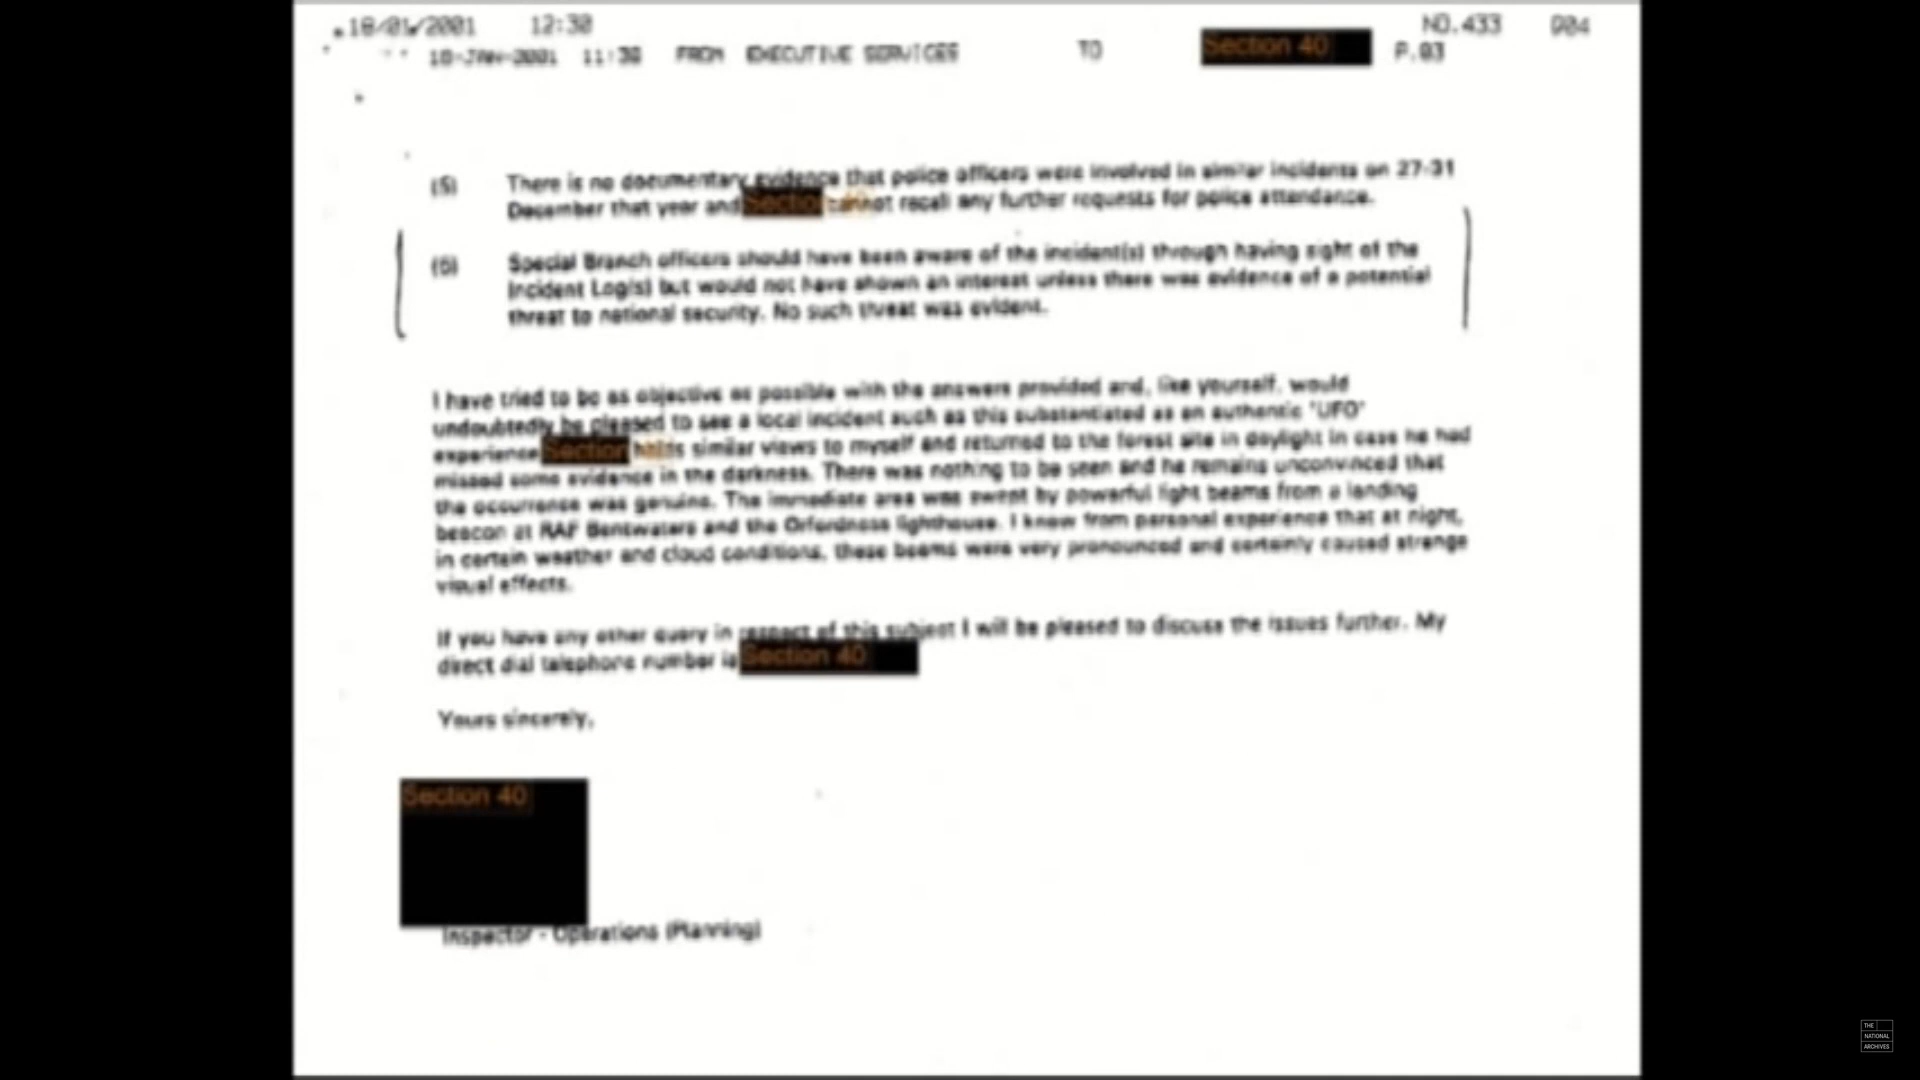 18/01/2001 12:30 NO.433 D04
18-JAN-2001 11:38 FROM EXECUTIVE SERVICES TO Section 40 P.03
(5) There is no documentary evidence that police officers were involved in similar incidents on 27-31
December that year and Section cannot recall any further requests for police attendance.
(6) Special Branch officers should have been aware of the incident(s) through having sight of the
Incident Log(s) but would not have shown an interest unless there was evidence of a potential
threat to national security. No such threat was evident.
I have tried to be as objective as possible with the answers provided and, like yourself, would
undoubtedly be pleased to see a local incident such as this substantiated as an authentic 'UFO'
experience Section holds similar views to myself and returned to the forest site in daylight in case he had
missed some evidence in the darkness. There was nothing to be seen and he remains unconvinced that
the occurrence was genuine. The immediate area was swept by powerful light beams from a landing
beacon at RAF Bentwaters and the Orfordness lighthouse. I know from personal experience that at night,
in certain weather and cloud conditions, these beams were very pronounced and certainly caused strange
visual effects.
If you have any other query in respect of this subject I will be pleased to discuss the issues further. My
direct dial telephone number is Section 40
Yours sincerely,
Section 40
Inspector - Operations (Planning)
THE
NATIONAL
ARCHIVES